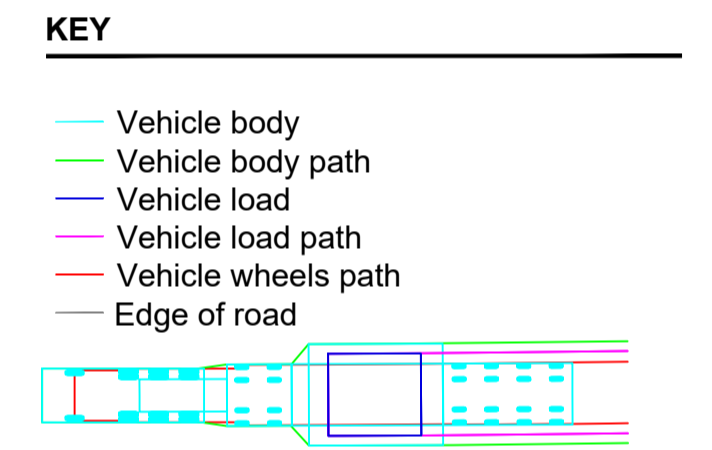 KEY
Vehicle body
Vehicle body path
Vehicle load
Vehicle load path
Vehicle wheels path
Edge of road